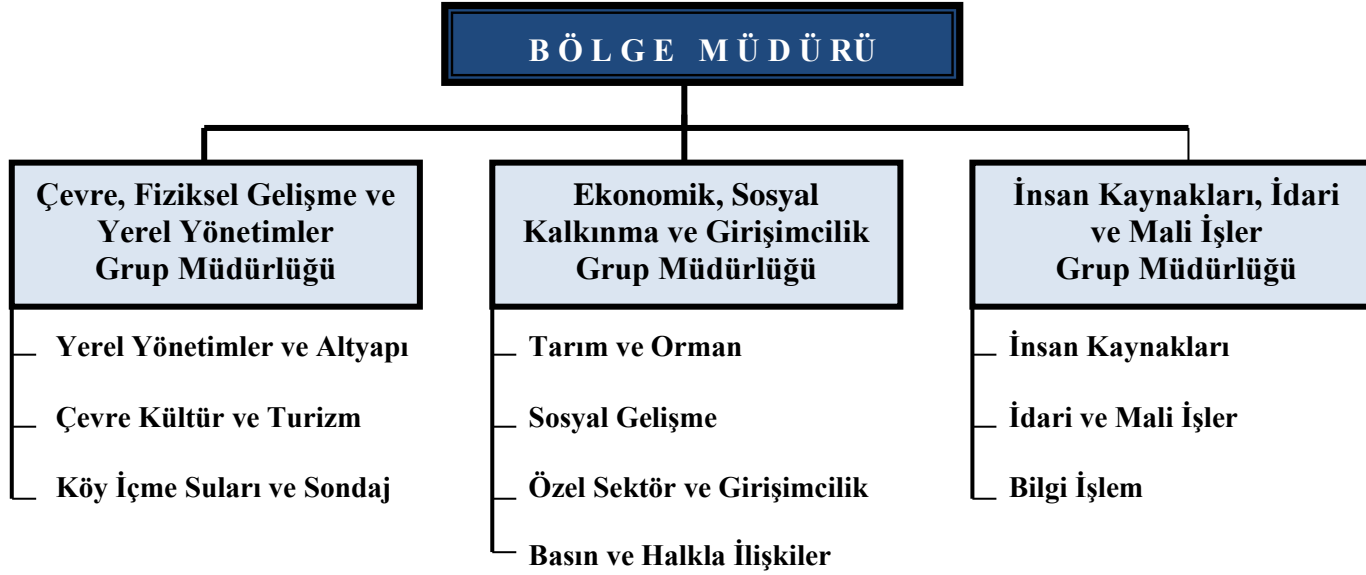 BÖLGE MÜDÜRÜ
Çevre, Fiziksel Gelişme ve
Yerel Yönetimler
Grup Müdürlüğü
Yerel Yönetimler ve Altyapı
Çevre Kültür ve Turizm
Köy İçme Suları ve Sondaj
Ekonomik, Sosyal
Kalkınma ve Girişimcilik
Grup Müdürlüğü
Tarım ve Orman
Sosyal Gelişme
Özel Sektör ve Girişimcilik
Basın ve Halkla İlişkiler
İnsan Kaynakları, İdari
ve Mali İşler
Grup Müdürlüğü
İnsan Kaynakları
İdari ve Mali İşler
Bilgi İşlem